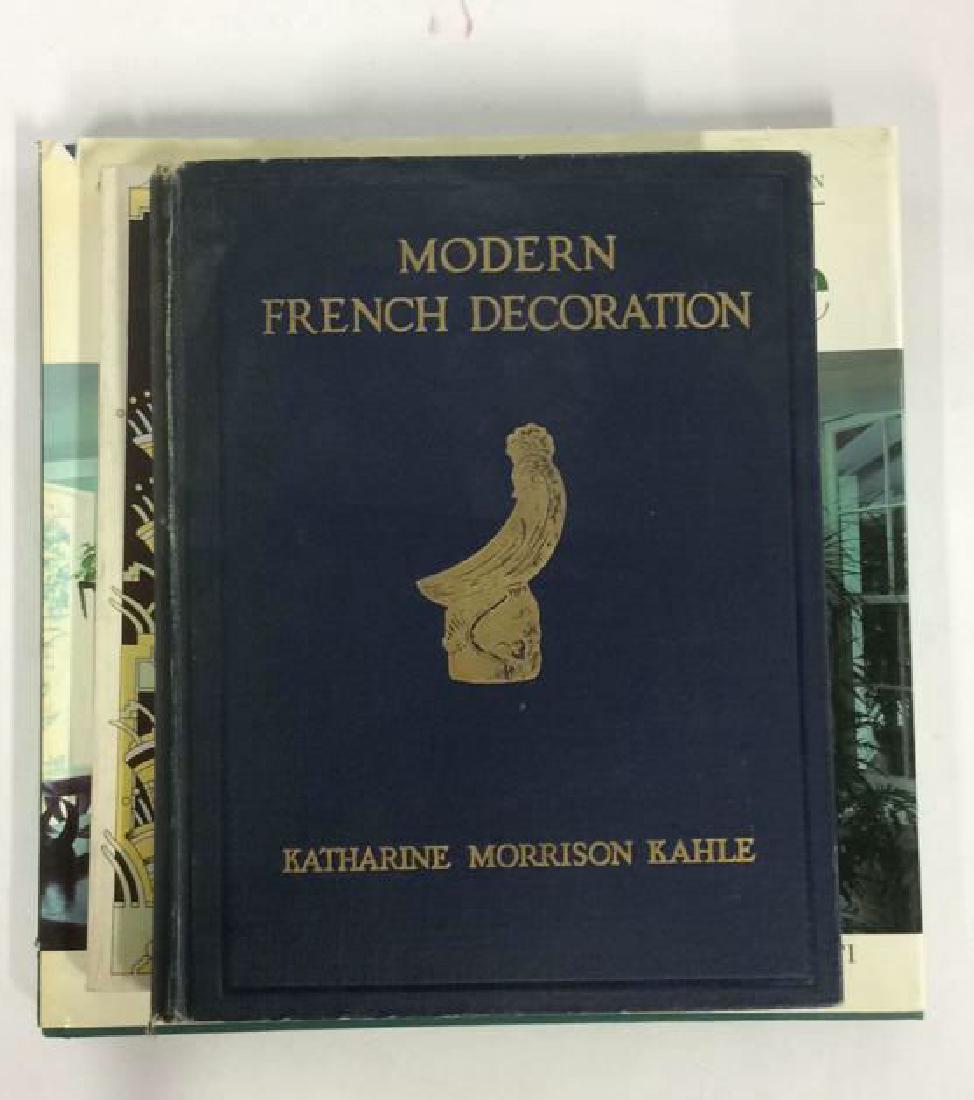 MODERN
FRENCH DECORATION
KATHARINE MORRISON KAHLE